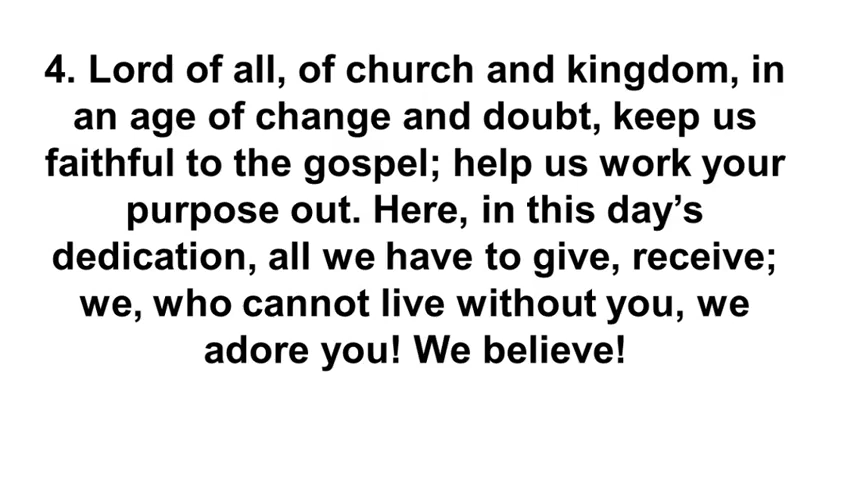 4. Lord of all, of church and kingdom, in
an age of change and doubt, keep us
faithful to the gospel; help us work your
purpose out. Here, in this day’s
dedication, all we have to give, receive;
we, who cannot live without you, we
adore you! We believe!